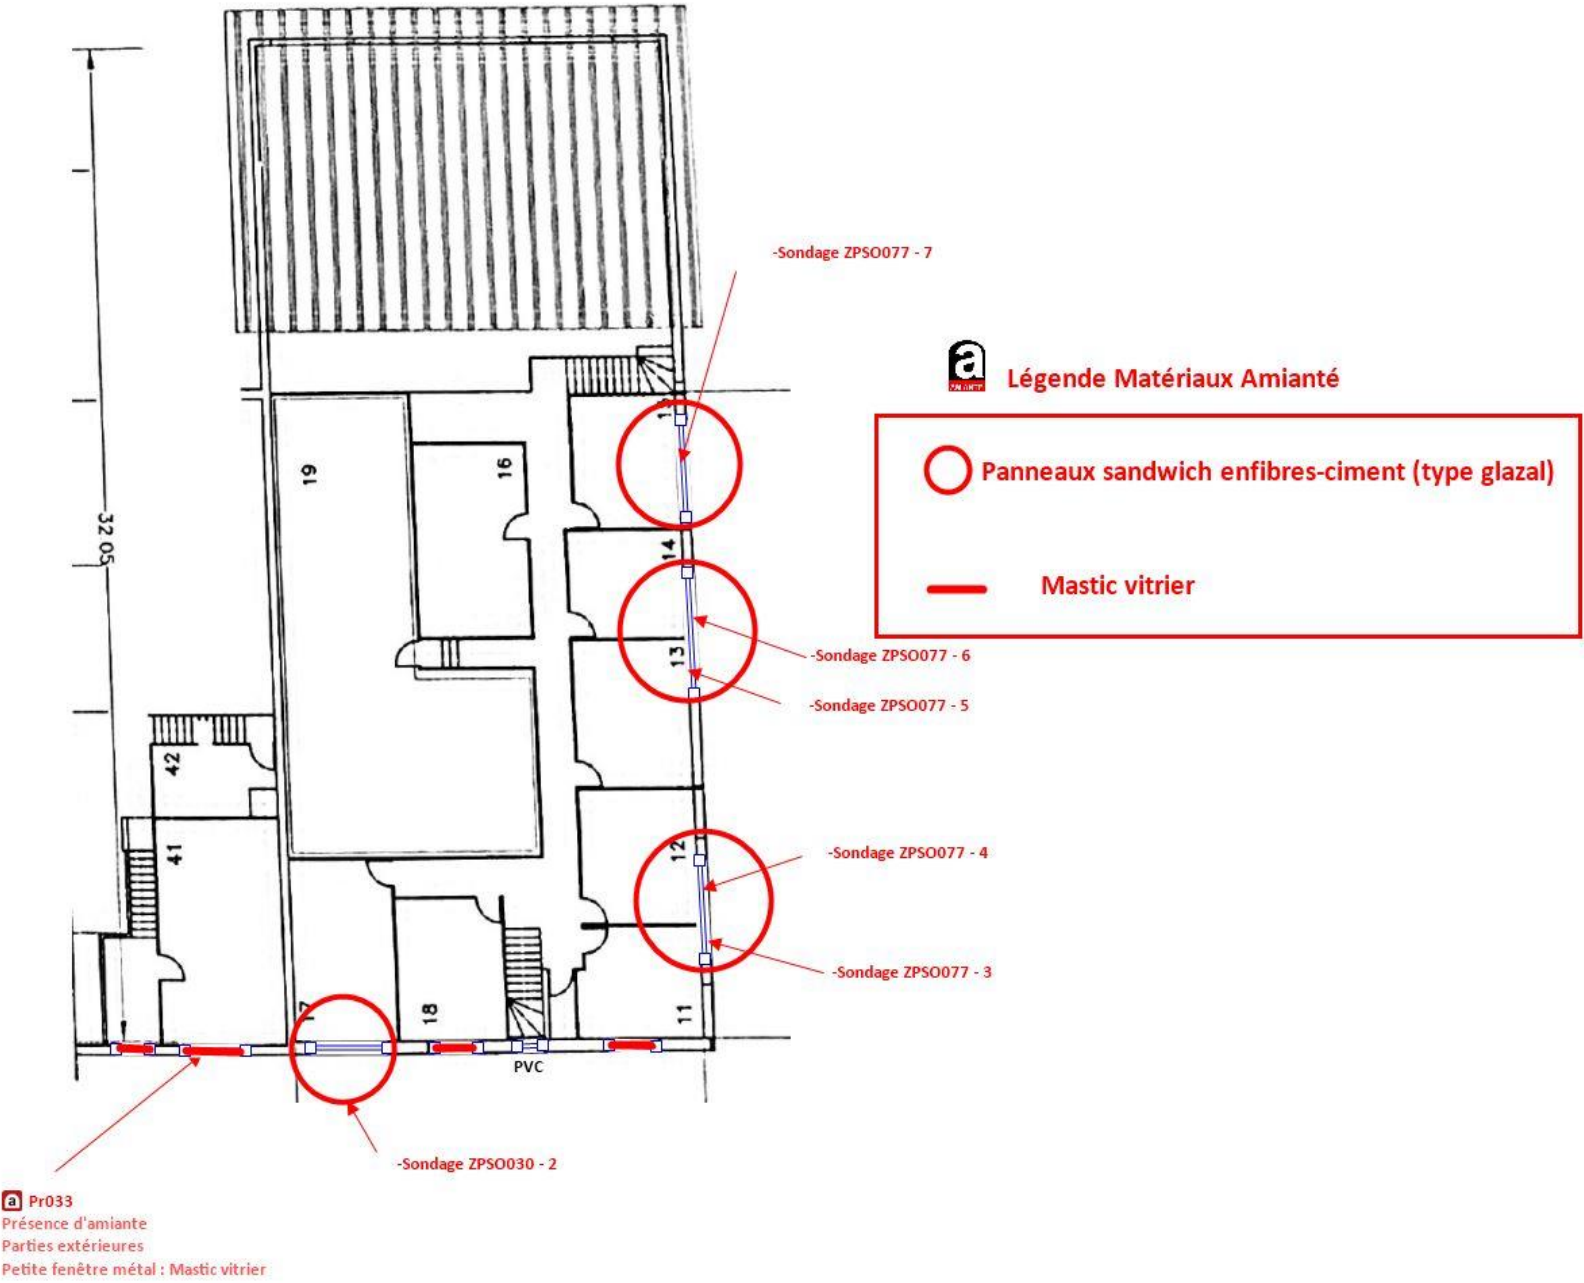 -Sondage ZPSO077 - 7
a
AMIANTE
Légende Matériaux Amianté
Panneaux sandwich enfibres-ciment (type glazal)
Mastic vitrier
32 05
19
16
14
13
-Sondage ZPSO077 - 6
-Sondage ZPSO077 - 5
42
41
12
-Sondage ZPSO077 - 4
-Sondage ZPSO077 - 3
17
18
11
PVC
-Sondage ZPSO030 - 2
a Pr033
Présence d'amiante
Parties extérieures
Petite fenêtre métal : Mastic vitrier